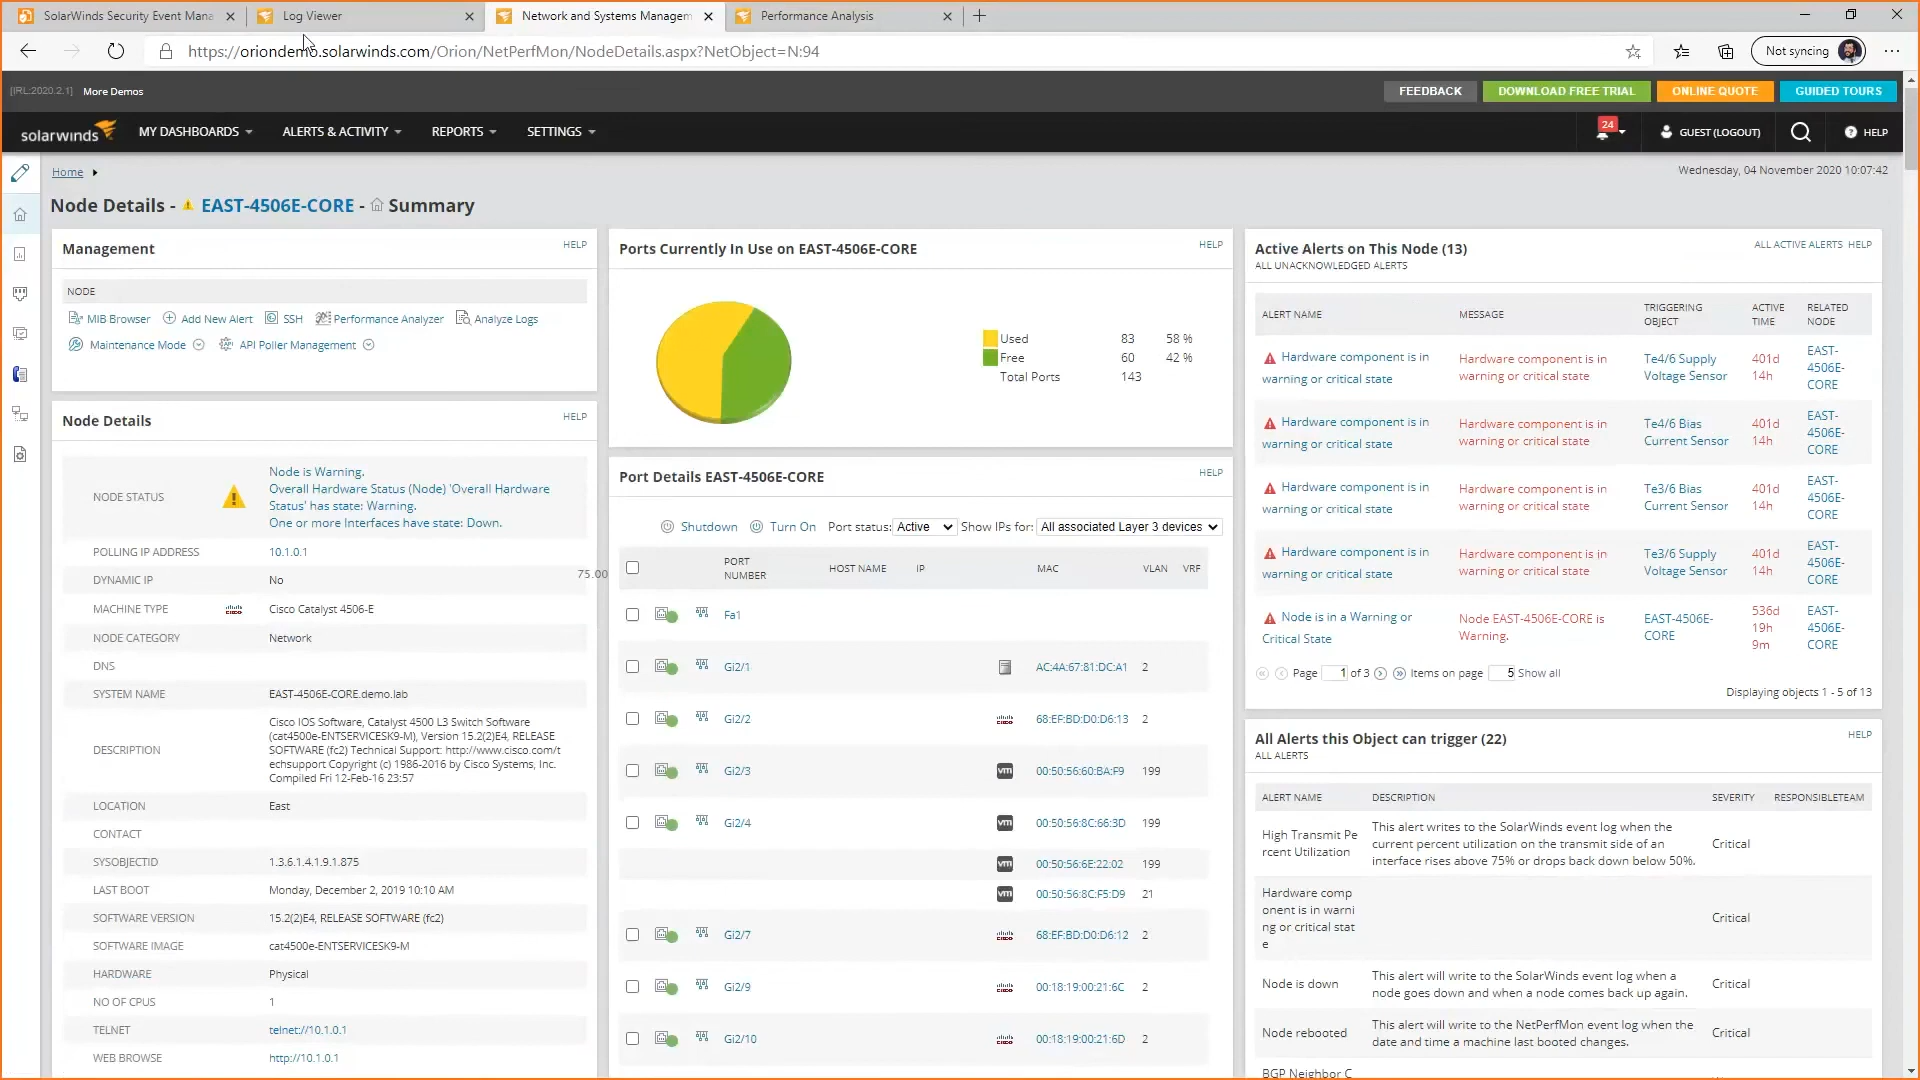 SolarWinds Security Event Mana
Log Viewer
Network and Systems Managem
Performance Analysis
https://oriondemo.solarwinds.com/Orion/NetPerfMon/NodeDetails.aspx?NetObject=N:94
Not syncing
[IRL:2020.2.1] More Demos
FEEDBACK
DOWNLOAD FREE TRIAL
ONLINE QUOTE
GUIDED TOURS
solarwinds
MY DASHBOARDS
ALERTS & ACTIVITY
REPORTS
SETTINGS
24
GUEST (LOGOUT)
HELP
Home
Wednesday, 04 November 2020 10:07:42
Node Details - EAST-4506E-CORE - Summary
Management
HELP
NODE
MIB Browser Add New Alert SSH Performance Analyzer Analyze Logs
Maintenance Mode API Poller Management
Node Details
HELP
NODE STATUS
Node is Warning.
Overall Hardware Status (Node) 'Overall Hardware
Status' has state: Warning.
One or more Interfaces have state: Down.
POLLING IP ADDRESS 10.1.0.1
DYNAMIC IP No
MACHINE TYPE Cisco Catalyst 4506-E
NODE CATEGORY Network
DNS
SYSTEM NAME EAST-4506E-CORE.demo.lab
DESCRIPTION
Cisco IOS Software, Catalyst 4500 L3 Switch Software
(cat4500e-ENTSERVICESK9-M), Version 15.2(2)E4, RELEASE
SOFTWARE (fc2) Technical Support: http://www.cisco.com/t
echsupport Copyright (c) 1986-2016 by Cisco Systems, Inc.
Compiled Fri 12-Feb-16 23:57
LOCATION East
CONTACT
SYSOBJECTID 1.3.6.1.4.1.9.1.875
LAST BOOT Monday, December 2, 2019 10:10 AM
SOFTWARE VERSION 15.2(2)E4, RELEASE SOFTWARE (fc2)
SOFTWARE IMAGE cat4500e-ENTSERVICESK9-M
HARDWARE Physical
NO OF CPUS 1
TELNET telnet://10.1.0.1
WEB BROWSE http://10.1.0.1
75.00
Ports Currently In Use on EAST-4506E-CORE
HELP
Used 83 58 %
Free 60 42 %
Total Ports 143
Port Details EAST-4506E-CORE
HELP
Shutdown Turn On Port status: Active Show IPs for: All associated Layer 3 devices
PORT NUMBER HOST NAME IP MAC VLAN VRF
Fa1
Gi2/1 AC:4A:67:81:DC:A1 2
Gi2/2 cisco 68:EF:BD:D0:D6:13 2
Gi2/3 vm 00:50:56:60:BA:F9 199
Gi2/4 vm 00:50:56:8C:66:3D 199
vm 00:50:56:6E:22:02 199
vm 00:50:56:8C:F5:D9 21
Gi2/7 cisco 68:EF:BD:D0:D6:12 2
Gi2/9 cisco 00:18:19:00:21:6C 2
Gi2/10 cisco 00:18:19:00:21:6D 2
Active Alerts on This Node (13)
ALL ACTIVE ALERTS HELP
ALL UNACKNOWLEDGED ALERTS
ALERT NAME MESSAGE TRIGGERING OBJECT ACTIVE TIME RELATED NODE
Hardware component is in warning or critical state Hardware component is in warning or critical state Te4/6 Supply Voltage Sensor 401d 14h EAST-4506E-CORE
Hardware component is in warning or critical state Hardware component is in warning or critical state Te4/6 Bias Current Sensor 401d 14h EAST-4506E-CORE
Hardware component is in warning or critical state Hardware component is in warning or critical state Te3/6 Bias Current Sensor 401d 14h EAST-4506E-CORE
Hardware component is in warning or critical state Hardware component is in warning or critical state Te3/6 Supply Voltage Sensor 401d 14h EAST-4506E-CORE
Node is in a Warning or Critical State Node EAST-4506E-CORE is Warning. EAST-4506E-CORE 536d 19h 9m EAST-4506E-CORE
Page 1 of 3 Items on page 5 Show all
Displaying objects 1 - 5 of 13
All Alerts this Object can trigger (22)
HELP
ALL ALERTS
ALERT NAME DESCRIPTION SEVERITY RESPONSIBLETEAM
High Transmit Percent Utilization This alert writes to the SolarWinds event log when the current percent utilization on the transmit side of an interface rises above 75% or drops back down below 50%. Critical
Hardware component is in warning or critical state Critical
Node is down This alert will write to the SolarWinds event log when a node goes down and when a node comes back up again. Critical
Node rebooted This alert will write to the NetPerfMon event log when the date and time a machine last booted changes. Critical
BGP Neighbor C